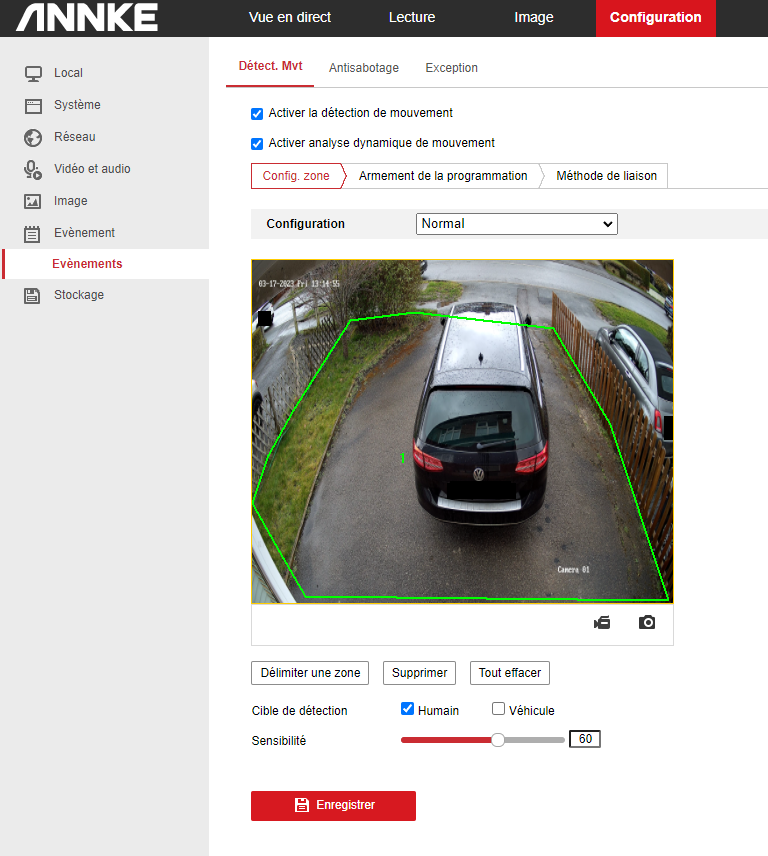 ANNKE
Vue en direct Lecture Image Configuration
Local
Système
Réseau
Vidéo et audio
Image
Evènement
Evènements
Stockage
Détect. Mvt Antisabotage Exception
Activer la détection de mouvement
Activer analyse dynamique de mouvement
Config. zone Armement de la programmation Méthode de liaison
Configuration Normal
03-17-2023 Fri 13:14:55
1
Camera 01
Délimiter une zone Supprimer Tout effacer
Cible de détection Humain Véhicule
Sensibilité 60
Enregistrer